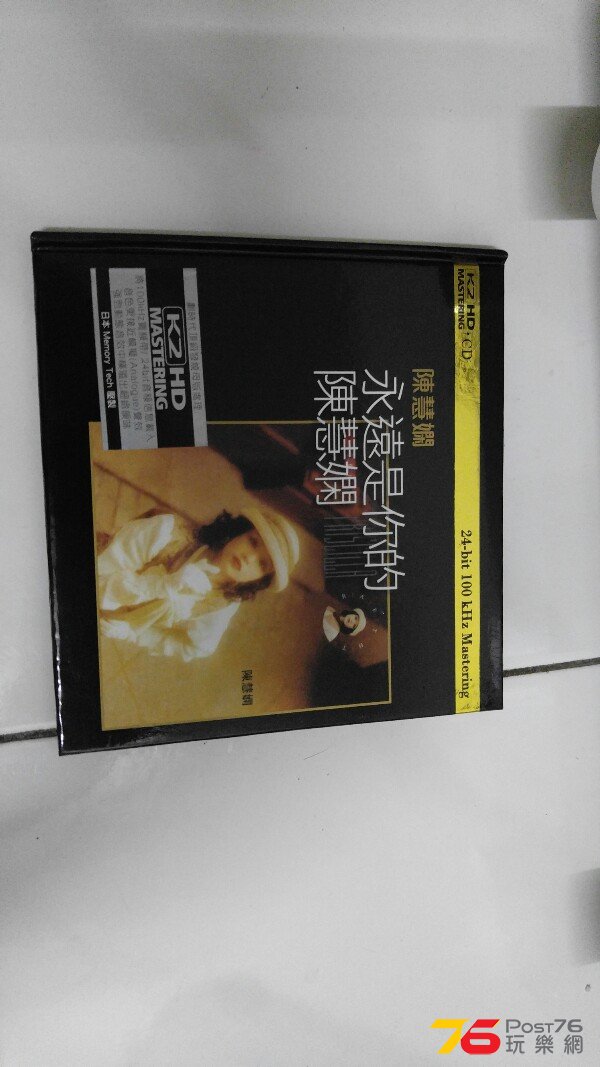 K2 HD · CD
MASTERING
24-bit 100 kHz Mastering
陳慧嫻
永遠是你的
陳慧嫻
K2 HD
MASTERING
日本 Memory Tech 壓製
陳慧嫻
76 POST76
玩樂網